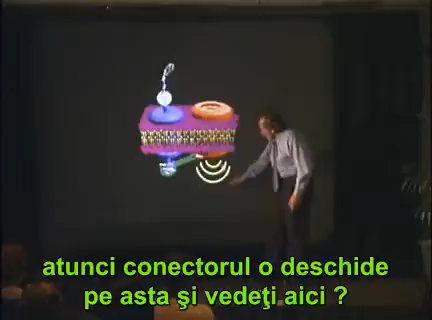 atunci conectorul o deschide
pe asta şi vedeţi aici ?